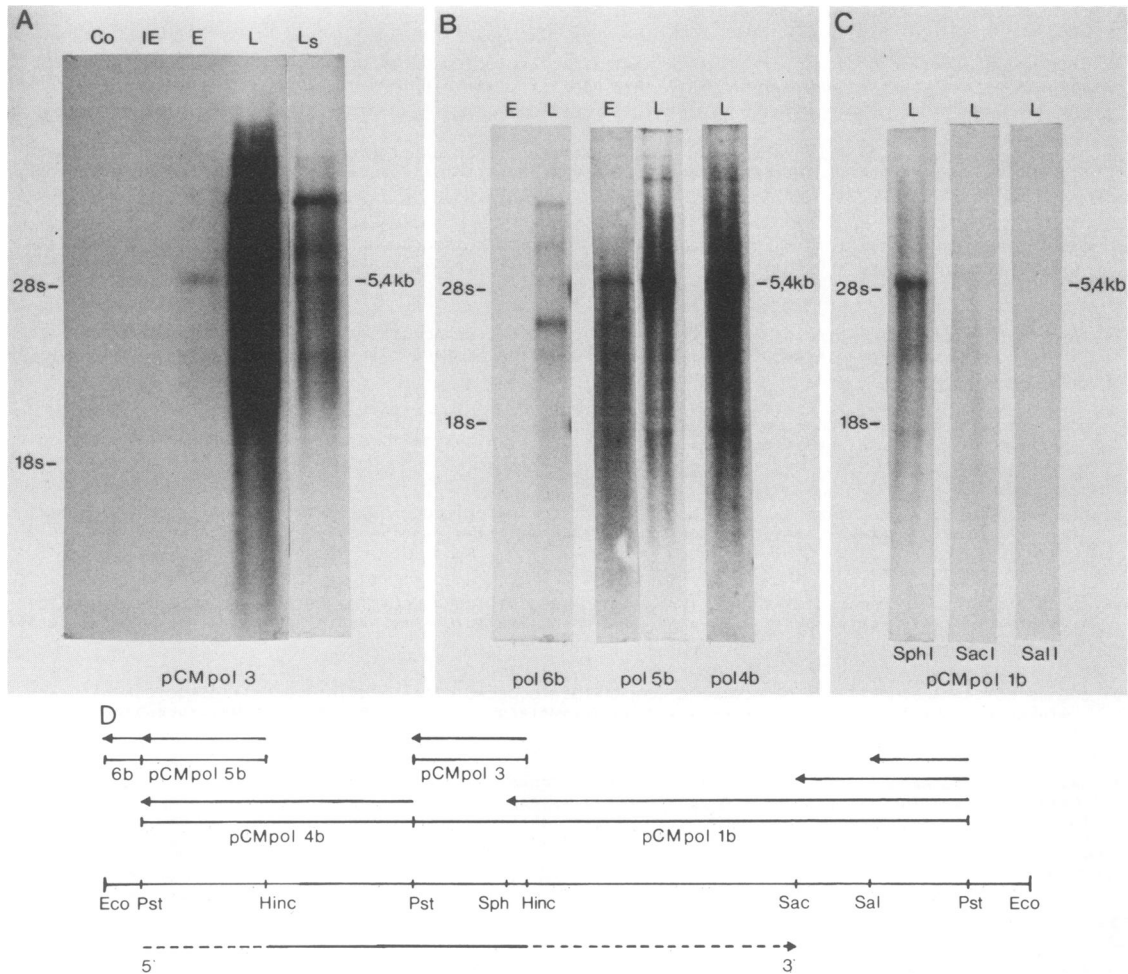 A
Co IE E L Ls
28s-
-5,4kb
18s-
pCMpol 3
B
E L E L L
28s-
-5,4kb
18s-
pol 6b pol 5b pol 4b
C
L L L
28s-
-5,4kb
18s-
SphI SacI SalI
pCMpol 1b
D
6b pCMpol 5b pCMpol 3
pCMpol 4b pCMpol 1b
Eco Pst Hinc Pst Sph Hinc Sac Sal Pst Eco
5' 3'